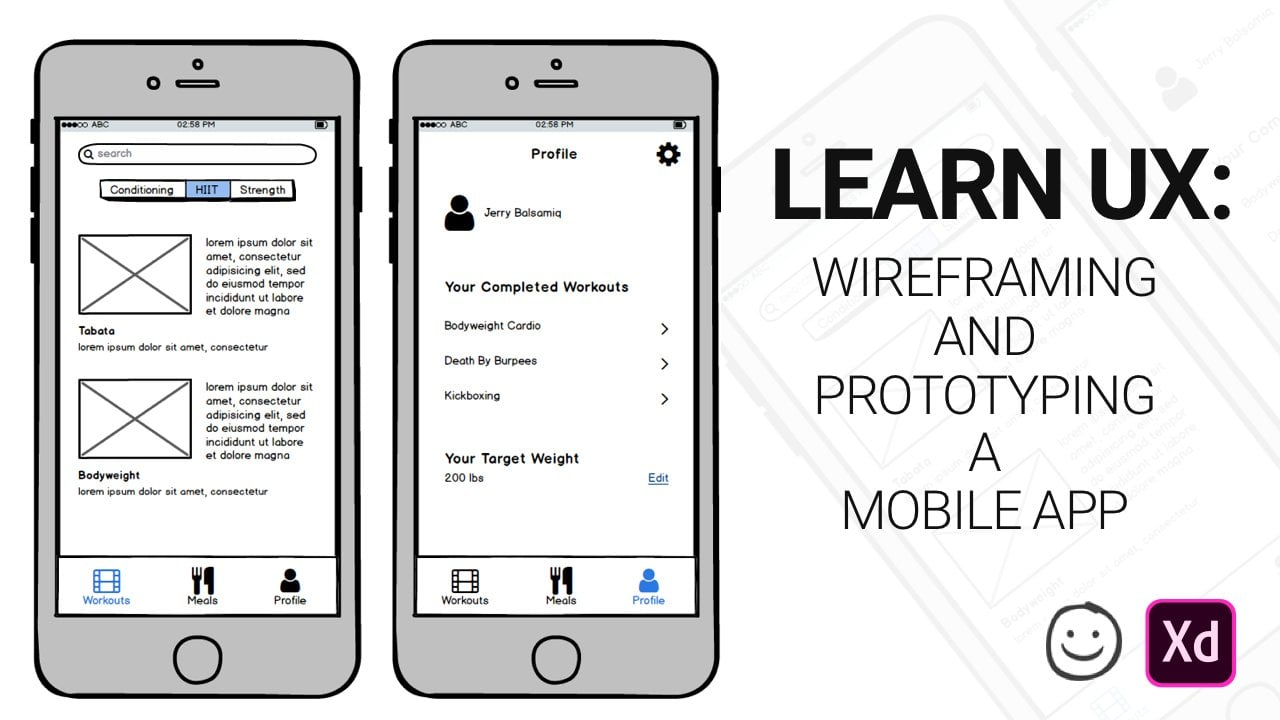 ABC 02:58 PM
search
Conditioning HIIT Strength
lorem ipsum dolor sit
amet, consectetur
adipisicing elit, sed
do eiusmod tempor
incididunt ut labore
et dolore magna
Tabata
lorem ipsum dolor sit amet, consectetur
lorem ipsum dolor sit
amet, consectetur
adipisicing elit, sed
do eiusmod tempor
incididunt ut labore
et dolore magna
Bodyweight
lorem ipsum dolor sit amet, consectetur
Workouts Meals Profile
ABC 02:58 PM
Profile
Jerry Balsamiq
Your Completed Workouts
Bodyweight Cardio
Death By Burpees
Kickboxing
Your Target Weight
200 lbs Edit
Workouts Meals Profile
LEARN UX:
WIREFRAMING
AND
PROTOTYPING
A
MOBILE APP
Xd